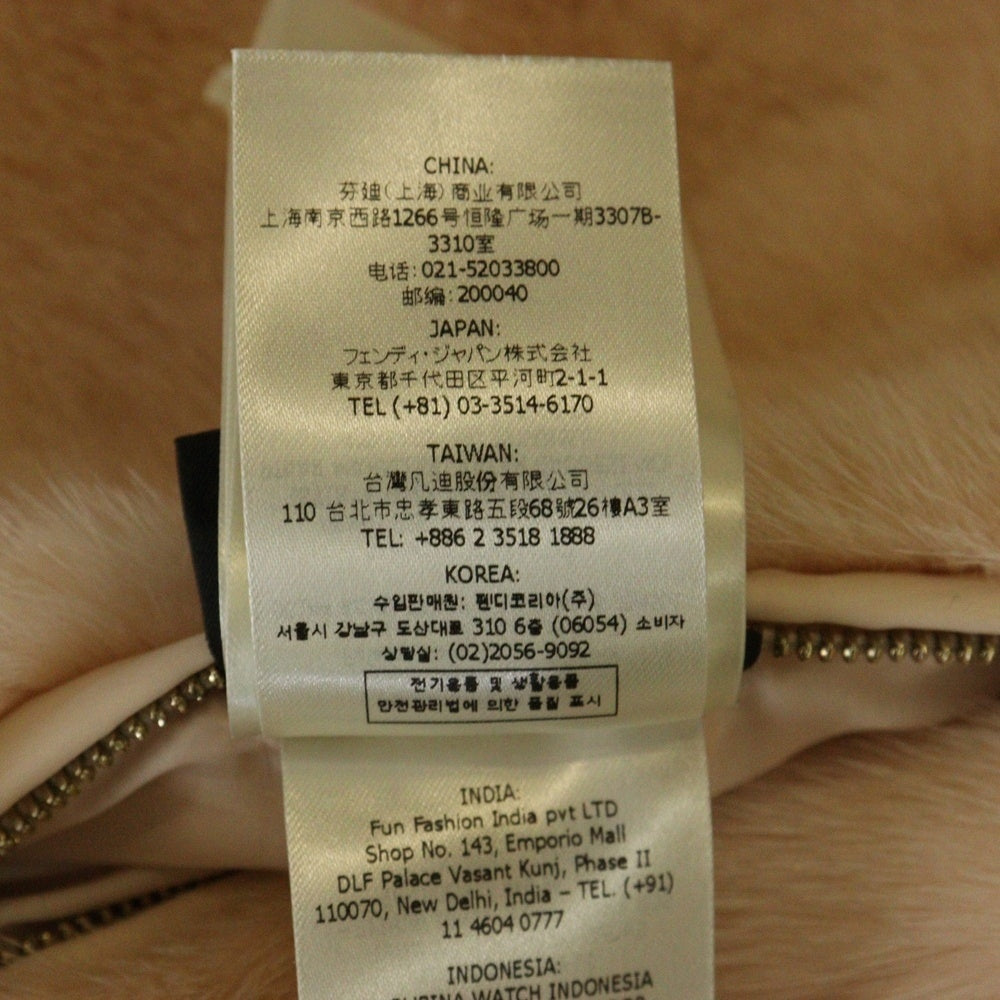 CHINA:
芬迪(上海)商业有限公司
上海南京西路1266号恒隆广场一期3307B-
3310室
电话:021-52033800
邮编:200040
JAPAN:
フェンディ・ジャパン株式会社
東京都千代田区平河町2-1-1
TEL (+81) 03-3514-6170
TAIWAN:
台灣凡迪股份有限公司
110 台北市忠孝東路五段68號26樓A3室
TEL: +886 2 3518 1888
KOREA:
수입판매원: 펜디코리아(주)
서울시 강남구 도산대로 310 6층 (06054) 소비자
상담실: (02)2056-9092
전기용품 및 생활용품
안전관리법에 의한 품질 표시
INDIA:
Fun Fashion India pvt LTD
Shop No. 143, Emporio Mall
DLF Palace Vasant Kunj, Phase II
110070, New Delhi, India – TEL. (+91)
11 4604 0777
INDONESIA:
WATCH INDONESIA